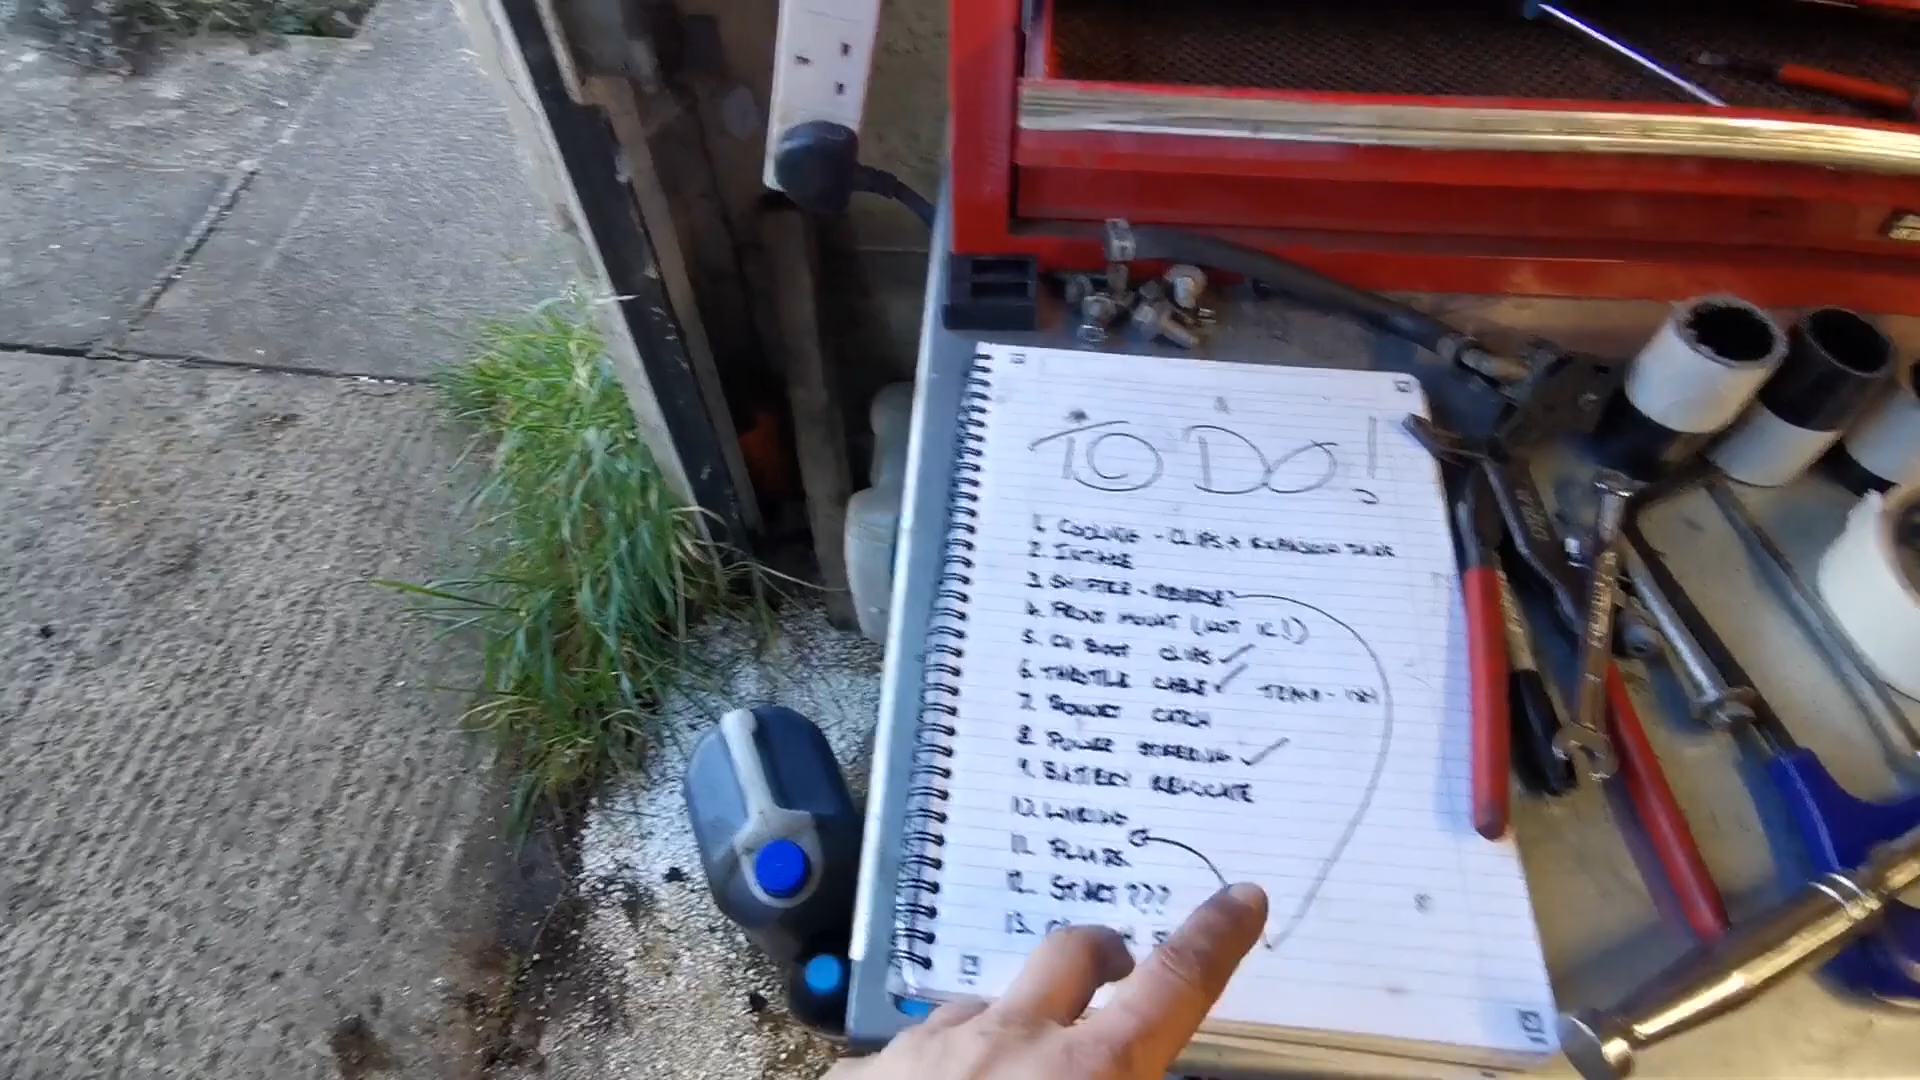 TO DO!
1. COOLING - CLIPS + EXPANSION TANK
2. INTAKE
3. SHIFTER -
4. FRONT MOUNT (NOT IC!)
5. CV BOOT CLIPS ✓
6. THROTTLE CABLE ✓
7. BONNET CATCH
8. POWER STEERING ✓
9. BATTERY RELOCATE
10. WIRING
11. FLUIDS
12. START ???
13.